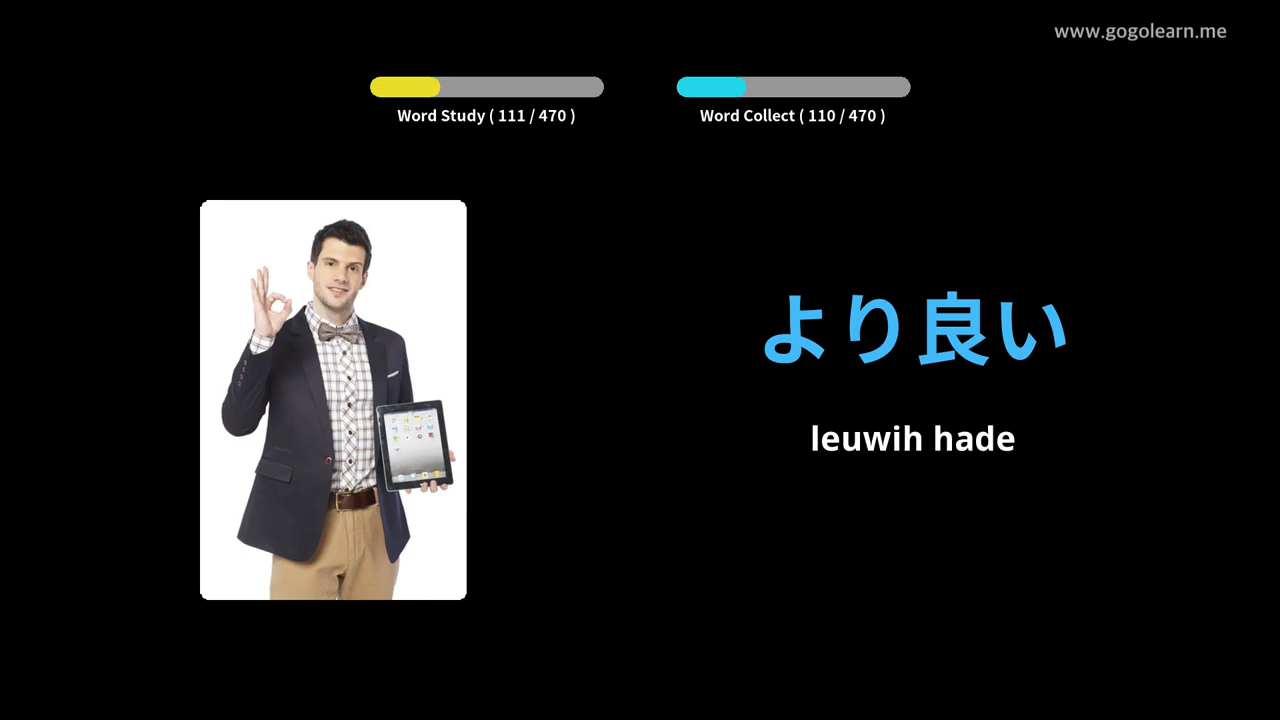 www.gogolearn.me
Word Study ( 111 / 470 )
Word Collect ( 110 / 470 )
より良い
leuwih hade